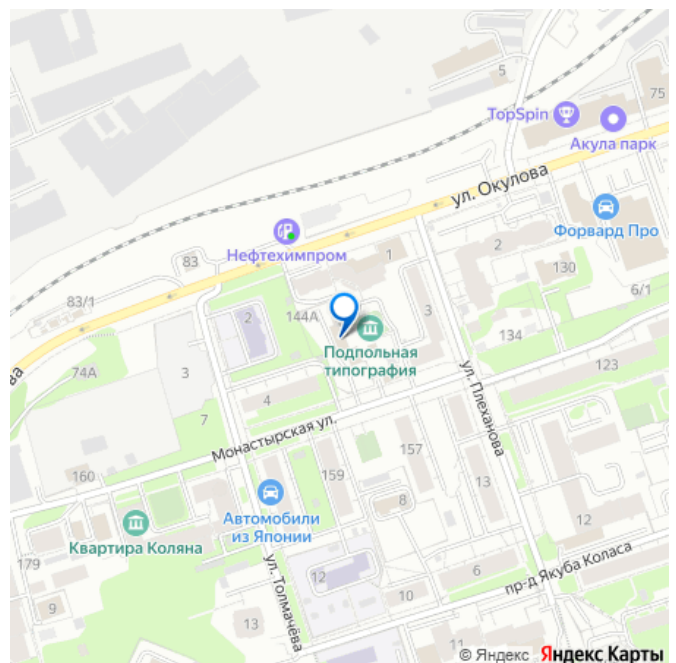 5
75
TopSpin
Акула парк
ул. Окулова
Форвард Про
Нефтехимпром
1
2
130
83
83/1
6/1
2
144А
3
134
Подпольная
типография
ва
74А
3
4
123
7
ул. Плеханова
Монастырская ул.
157
160
159
13
8
Автомобили
из Японии
Квартира Коляна
12
179
пр-д Якуба Коласа
ул. Толмачёва
12
6
10
9
13
© Яндекс Яндекс Карты